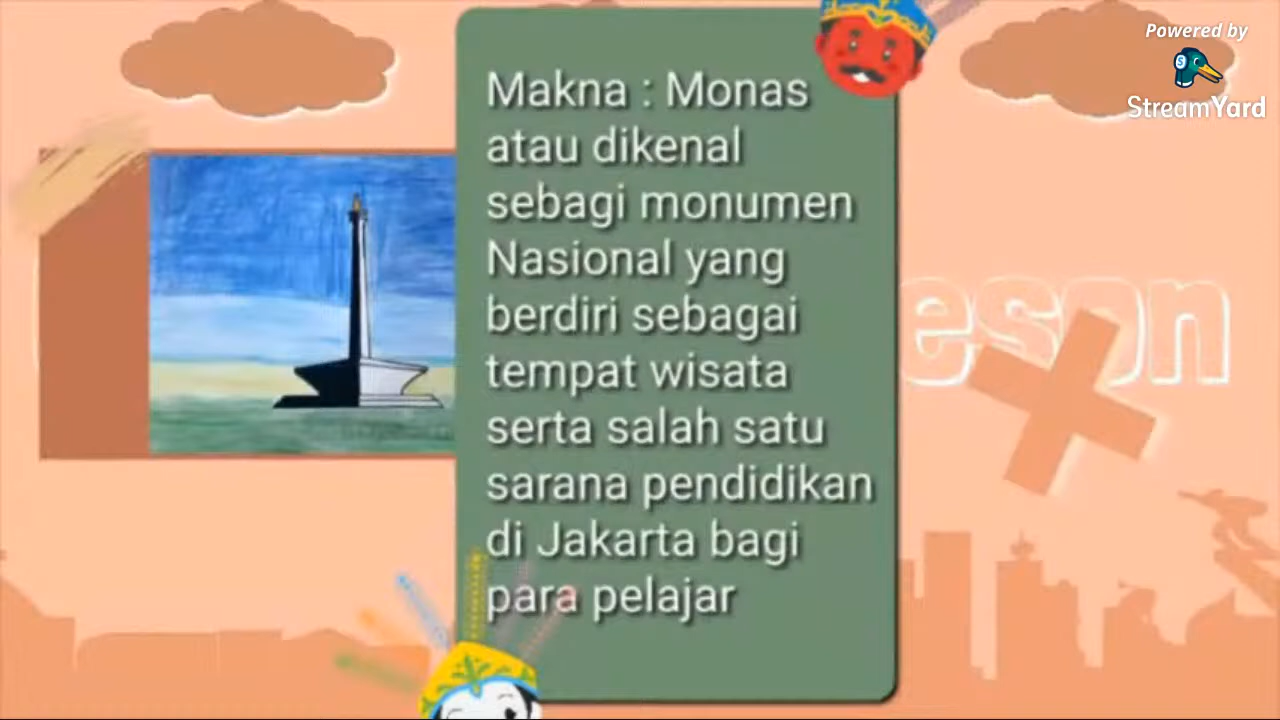 Makna : Monas
atau dikenal
sebagi monumen
Nasional yang
berdiri sebagai
tempat wisata
serta salah satu
sarana pendidikan
di Jakarta bagi
para pelajar
Powered by
StreamYard